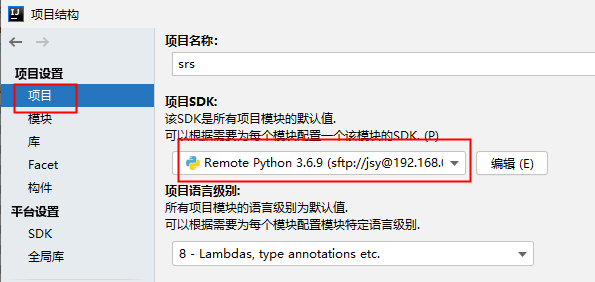 项目结构
项目设置
项目
模块
库
Facet
构件
平台设置
SDK
全局库
项目名称:
srs
项目SDK:
该SDK是所有项目模块的默认值.
可以根据需要为每个模块配置一个该模块的SDK. (P)
Remote Python 3.6.9 (sftp://jsy@192.168.
编辑 (E)
项目语言级别:
所有项目模块的语言级别为默认值.
可以根据需要为每个模块配置模块特定语言级别.
8 - Lambdas, type annotations etc.